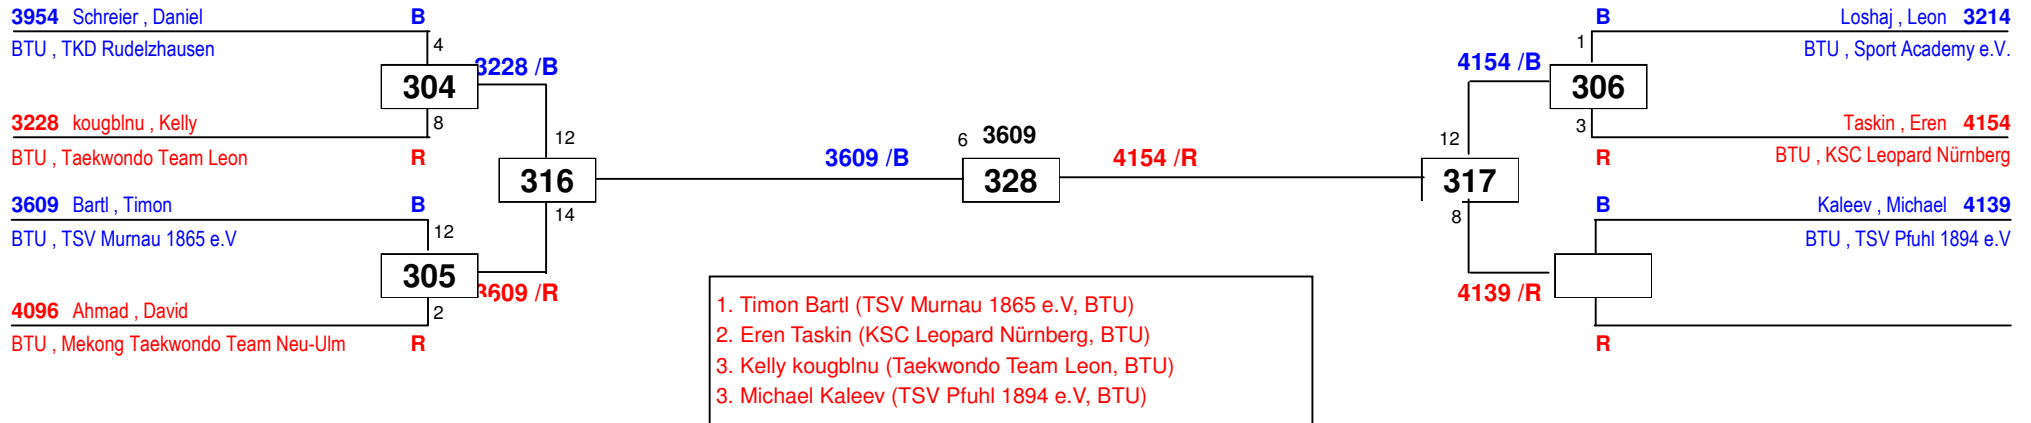 3954 Schreier , Daniel B
BTU , TKD Rudelzhausen
4
304
3228 /B
8
3228 kougblnu , Kelly
BTU , Taekwondo Team Leon R
12
316
14
3609 Bartl , Timon B
BTU , TSV Murnau 1865 e.V
12
305
3609 /R
2
4096 Ahmad , David
BTU , Mekong Taekwondo Team Neu-Ulm R
3609 /B
6 3609
328
4154 /R
B Loshaj , Leon 3214
1
BTU , Sport Academy e.V.
4154 /B
306
3
Taskin , Eren 4154
R BTU , KSC Leopard Nürnberg
12
317
8
B Kaleev , Michael 4139
BTU , TSV Pfuhl 1894 e.V
4139 /R
R
1. Timon Bartl (TSV Murnau 1865 e.V, BTU)
2. Eren Taskin (KSC Leopard Nürnberg, BTU)
3. Kelly kougblnu (Taekwondo Team Leon, BTU)
3. Michael Kaleev (TSV Pfuhl 1894 e.V, BTU)